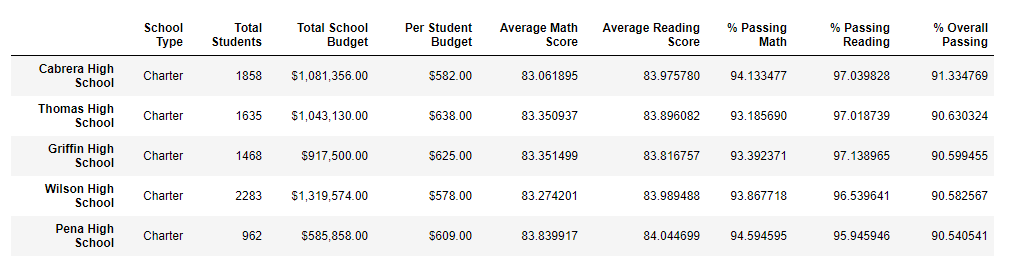 School Type Total Students Total School Budget Per Student Budget Average Math Score Average Reading Score % Passing Math % Passing Reading % Overall Passing
Cabrera High School Charter 1858 $1,081,356.00 $582.00 83.061895 83.975780 94.133477 97.039828 91.334769
Thomas High School Charter 1635 $1,043,130.00 $638.00 83.350937 83.896082 93.185690 97.018739 90.630324
Griffin High School Charter 1468 $917,500.00 $625.00 83.351499 83.816757 93.392371 97.138965 90.599455
Wilson High School Charter 2283 $1,319,574.00 $578.00 83.274201 83.989488 93.867718 96.539641 90.582567
Pena High School Charter 962 $585,858.00 $609.00 83.839917 84.044699 94.594595 95.945946 90.540541